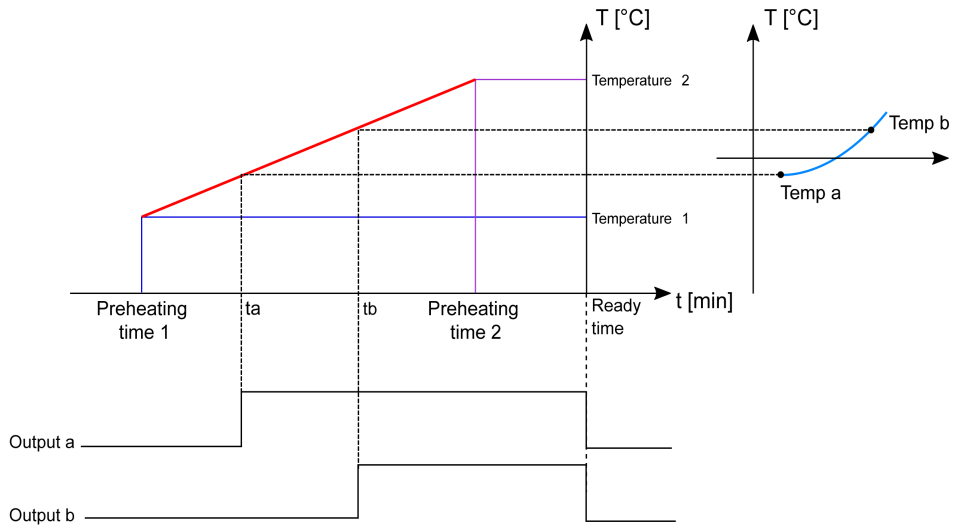 T [°C]
T [°C]
Temperature 2
Temp b
Temp a
Temperature 1
Preheating
time 1
ta
tb
Preheating
time 2
Ready
time
t [min]
Output a
Output b